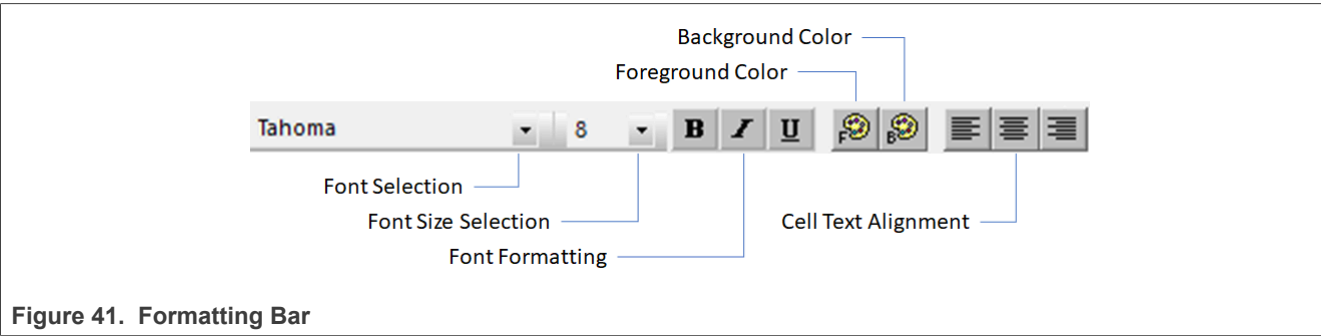 Background Color
Foreground Color
Tahoma 8 B I U F B
Font Selection
Font Size Selection Cell Text Alignment
Font Formatting
Figure 41. Formatting Bar